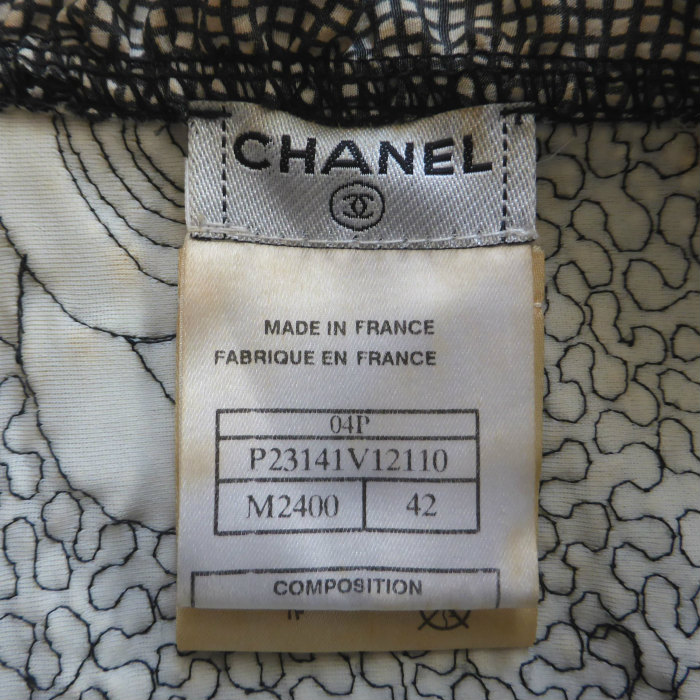 CHANEL
MADE IN FRANCE
FABRIQUE EN FRANCE
04P
P23141V12110
M2400 42
COMPOSITION